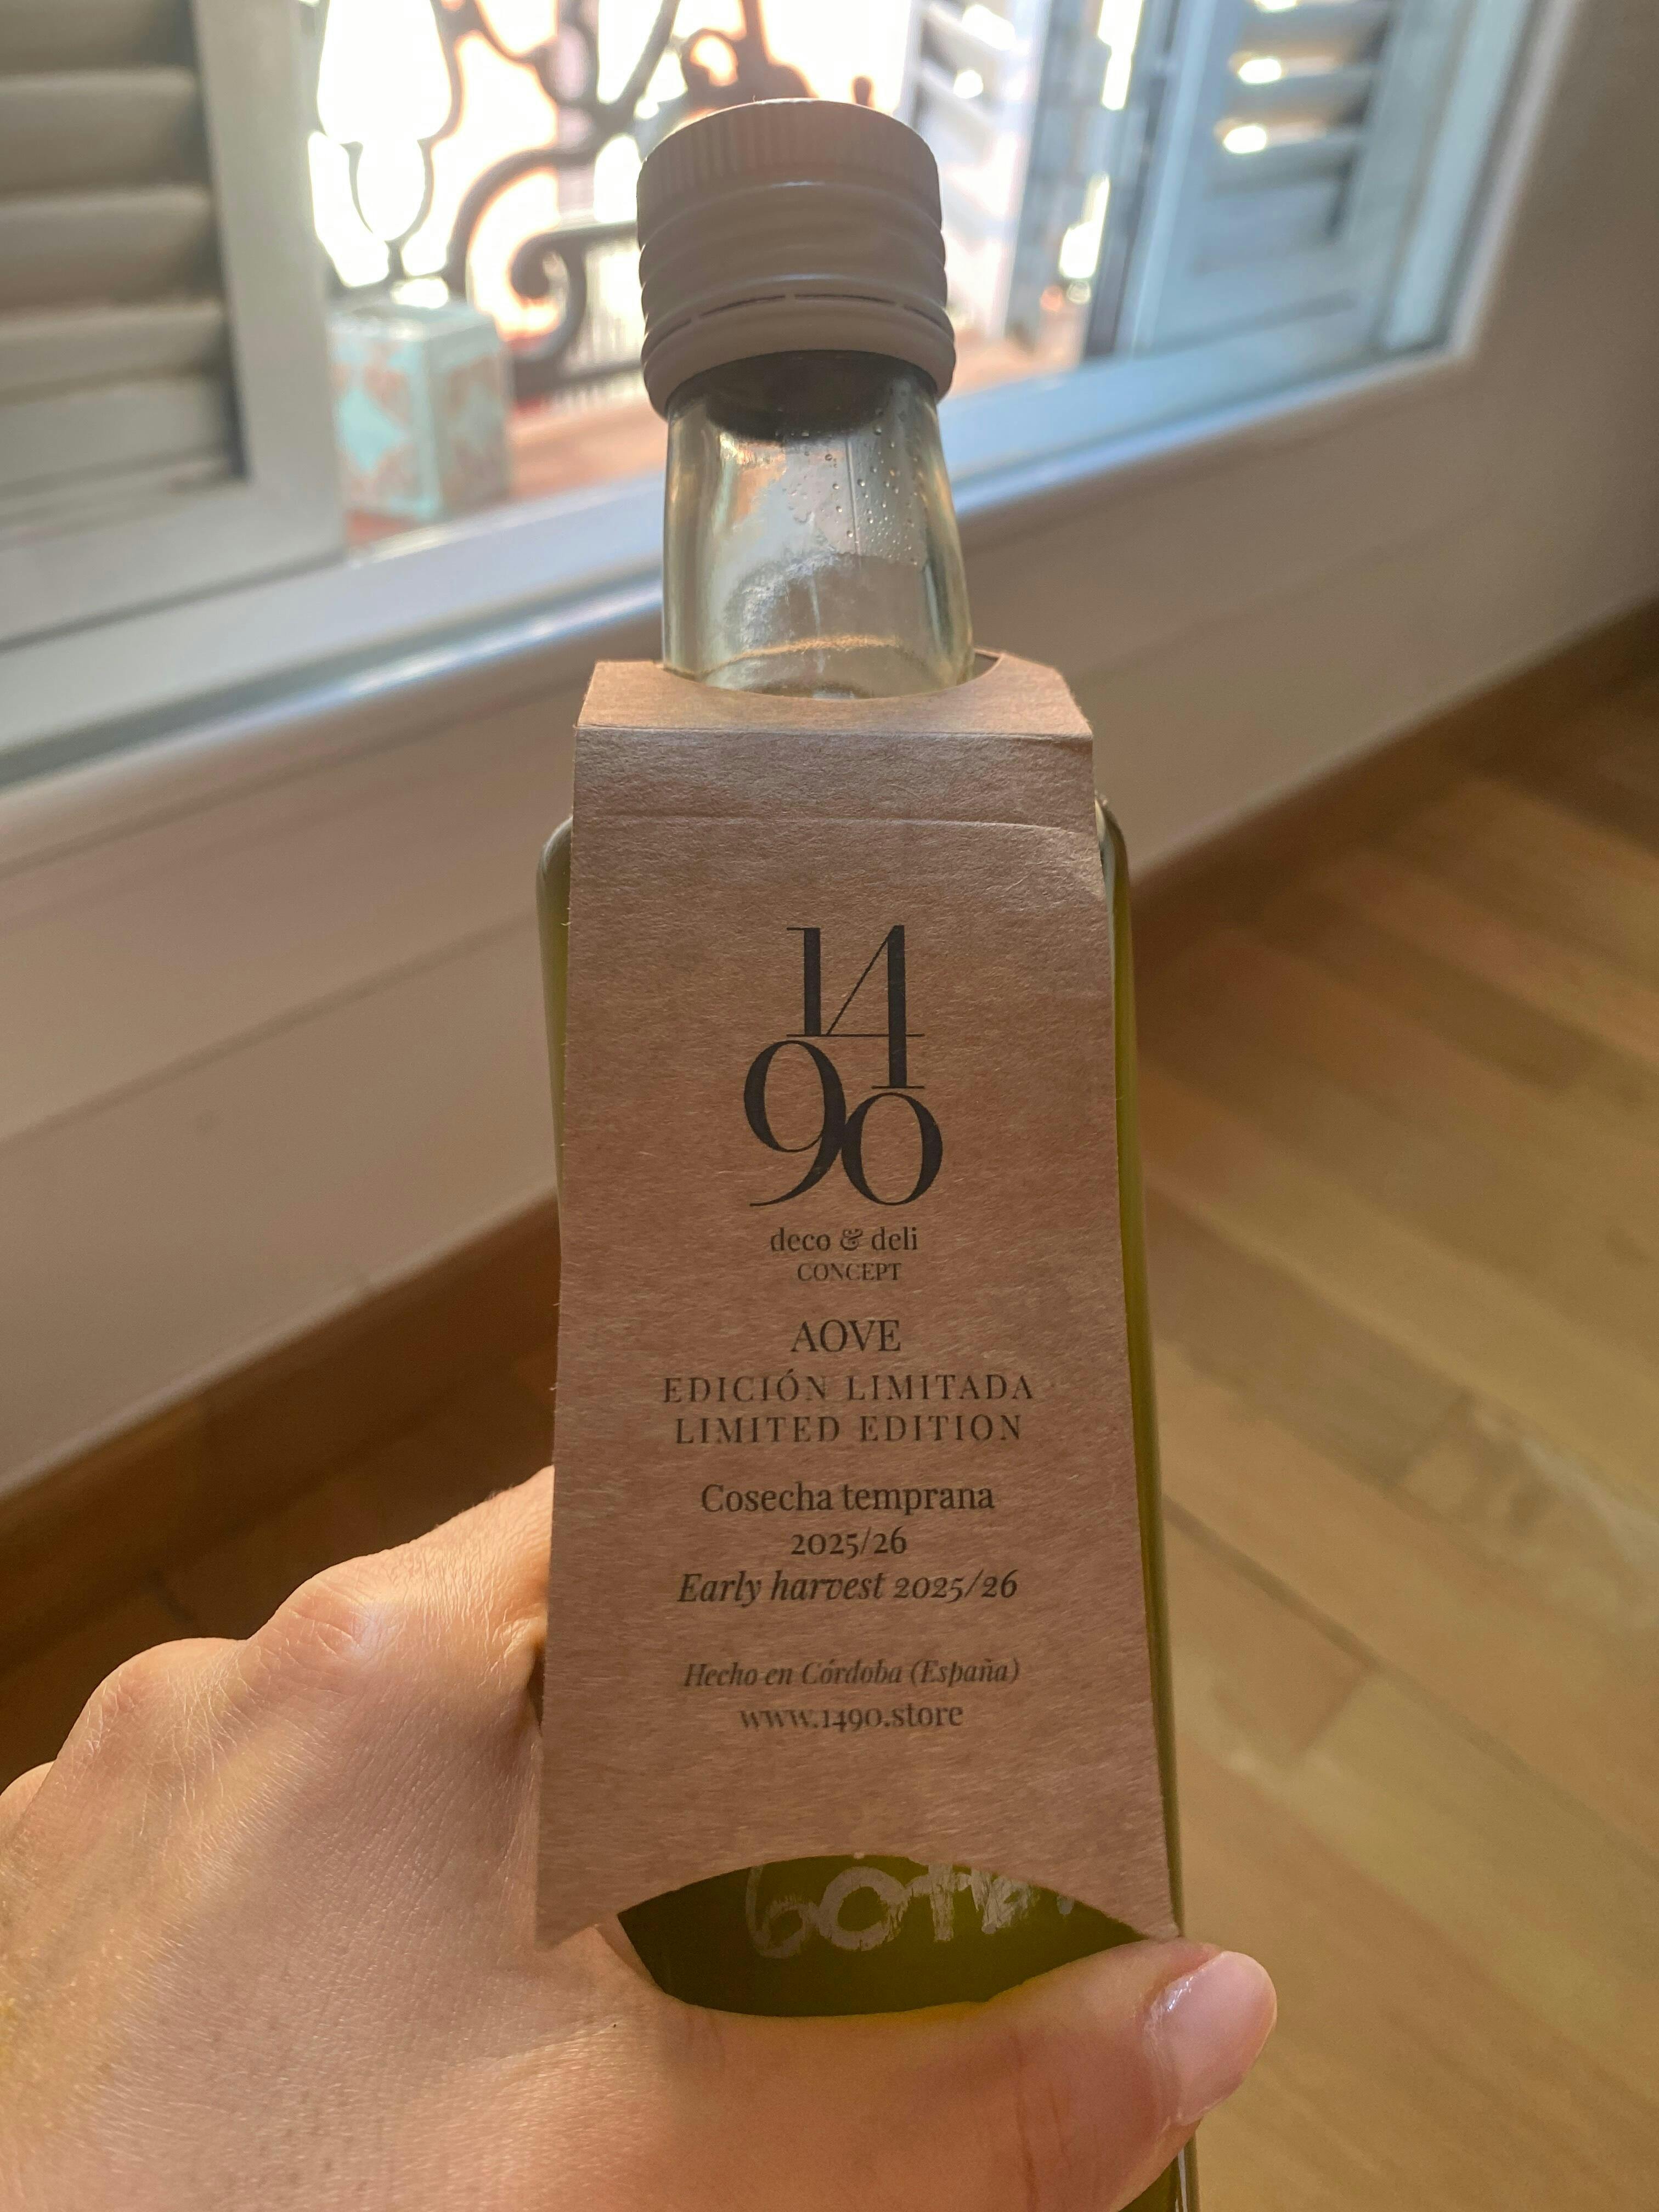 14
90
deco & deli
CONCEPT
AOVE
EDICIÓN LIMITADA
LIMITED EDITION
Cosecha temprana
2025/26
Early harvest 2025/26
Hecho en Córdoba (España)
www.1490.store